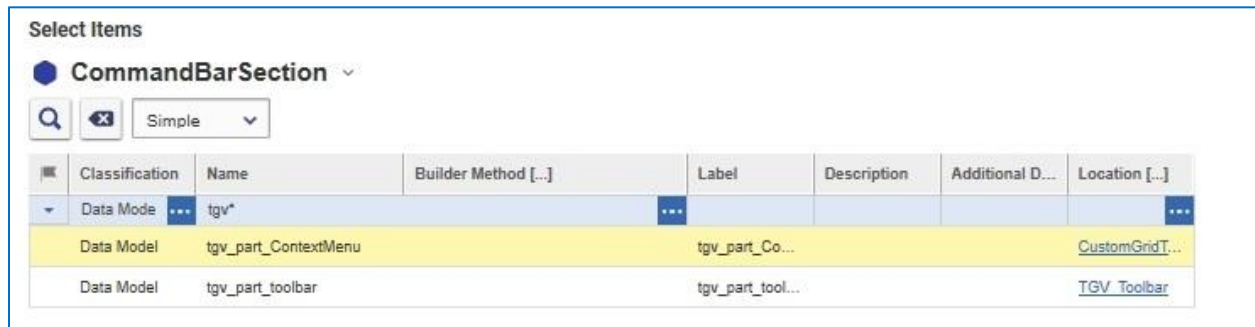 Select Items
CommandBarSection
Simple
Classification Name Builder Method [...] Label Description Additional D... Location [...]
Data Mode ... tgv* ... ...
Data Model tgv_part_ContextMenu tgv_part_Co... CustomGridT...
Data Model tgv_part_toolbar tgv_part_tool... TGV_Toolbar